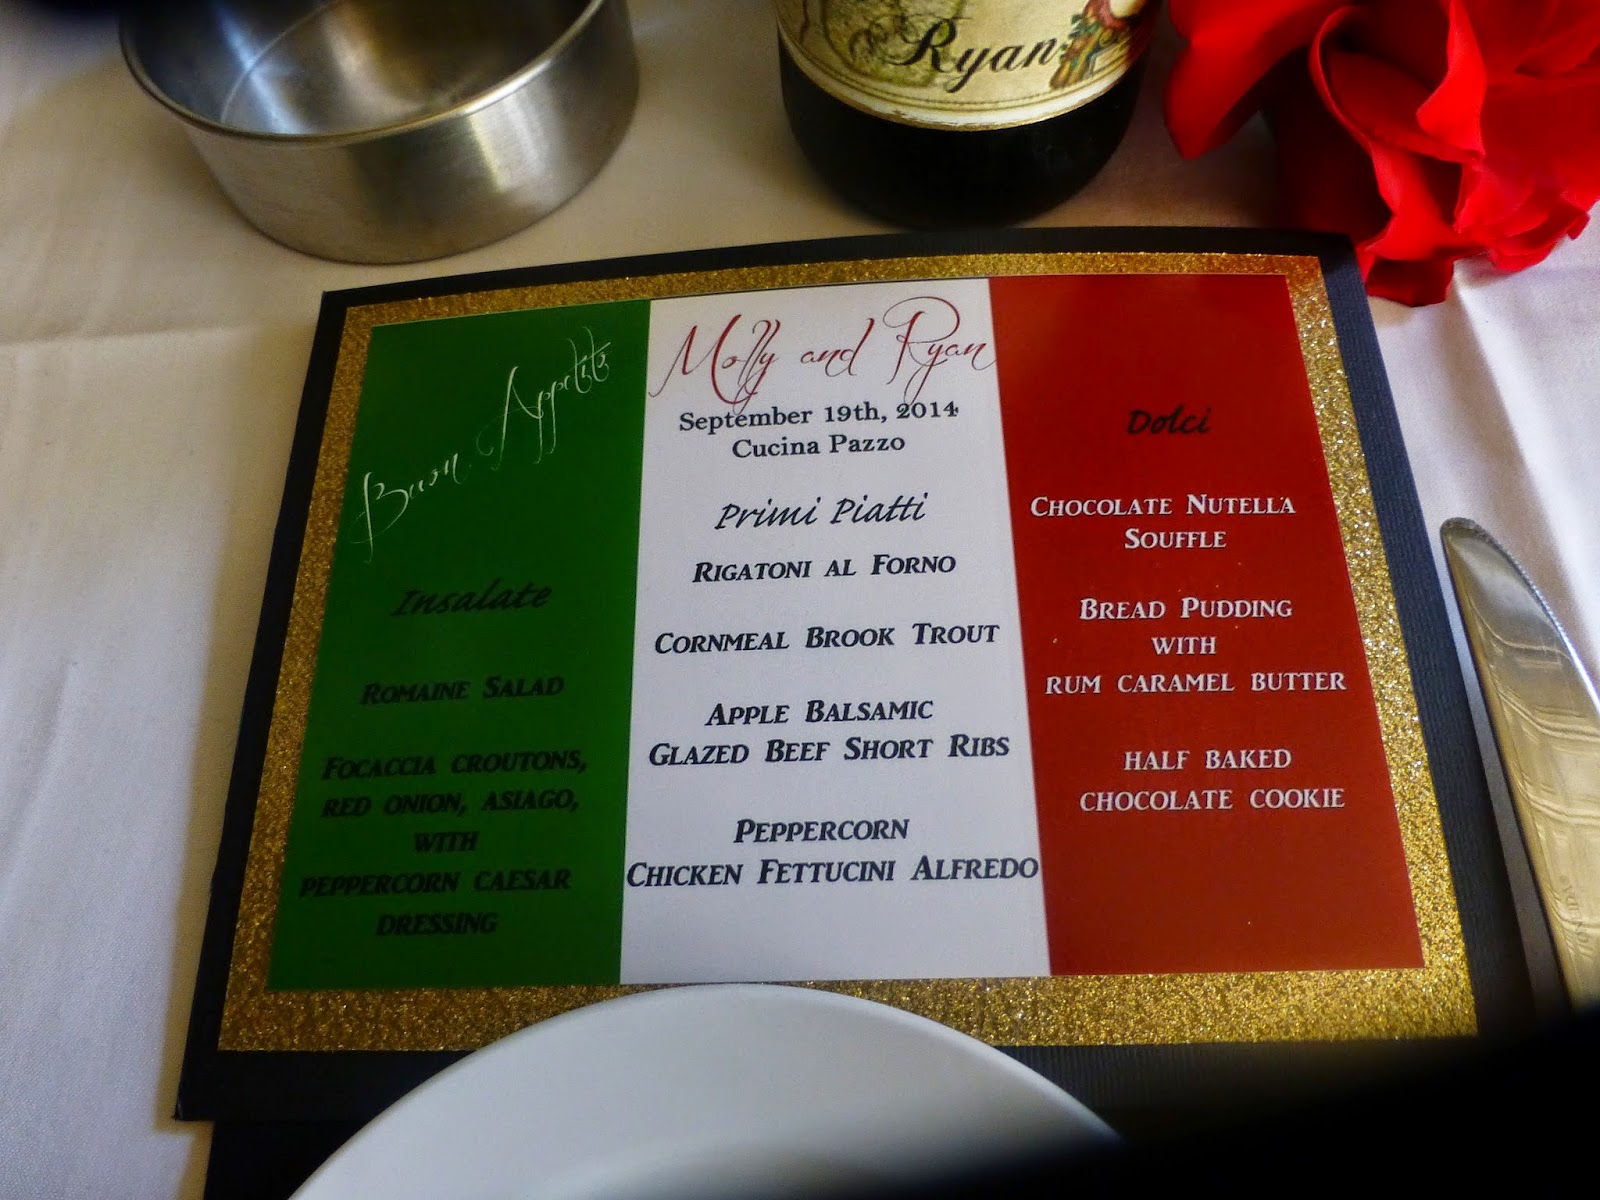 Ryan
Buon Appetito
Insalate
Romaine Salad
Focaccia croutons,
red onion, asiago,
with
peppercorn caesar
dressing
Molly and Ryan
September 19th, 2014
Cucina Pazzo
Primi Piatti
Rigatoni al Forno
Cornmeal Brook Trout
Apple Balsamic
Glazed Beef Short Ribs
Peppercorn
Chicken Fettucini Alfredo
Dolci
Chocolate Nutella
Souffle
Bread Pudding
with
rum caramel butter
half baked
chocolate cookie